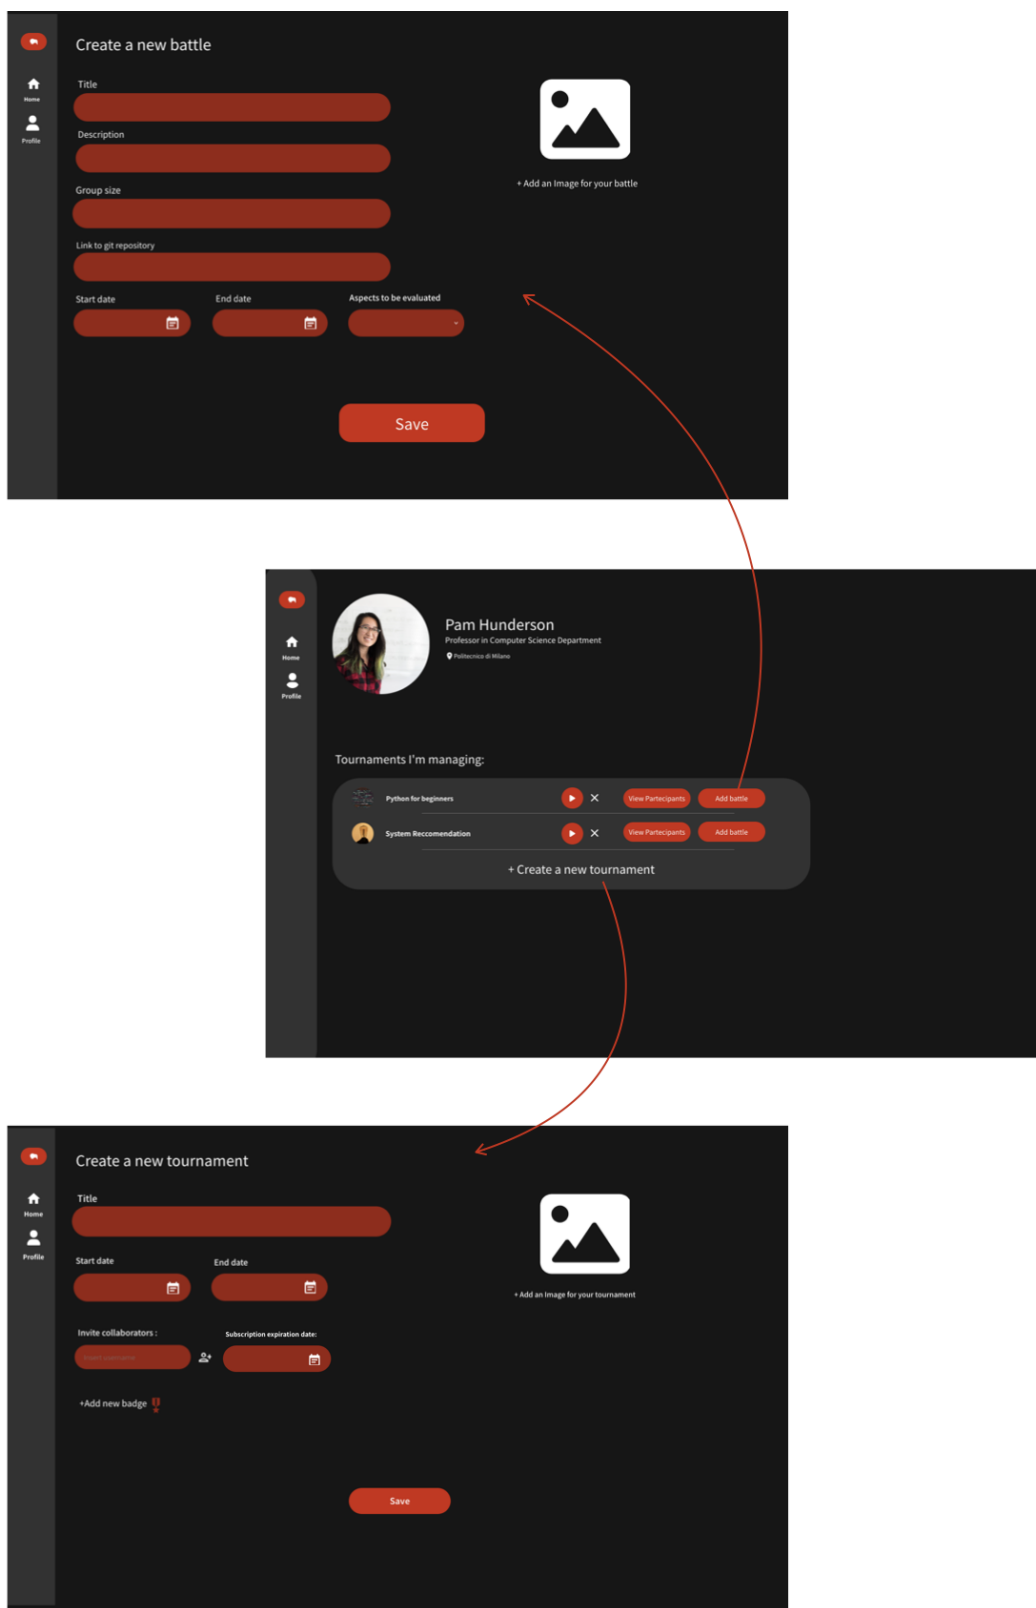 Create a new battle
Home
Profile
Title
Description
Group size
Link to git repository
Start date
End date
Aspects to be evaluated
+ Add an Image for your battle
Save
Home
Profile
Pam Hunderson
Professor in Computer Science Department
Politecnico di Milano
Tournaments I'm managing:
Python for beginners
View Partecipants
Add battle
System Reccomendation
View Partecipants
Add battle
+ Create a new tournament
Create a new tournament
Home
Profile
Title
Start date
End date
+ Add an Image for your tournament
Invite collaborators :
Subscription expiration date:
Insert username
+Add new badge
Save